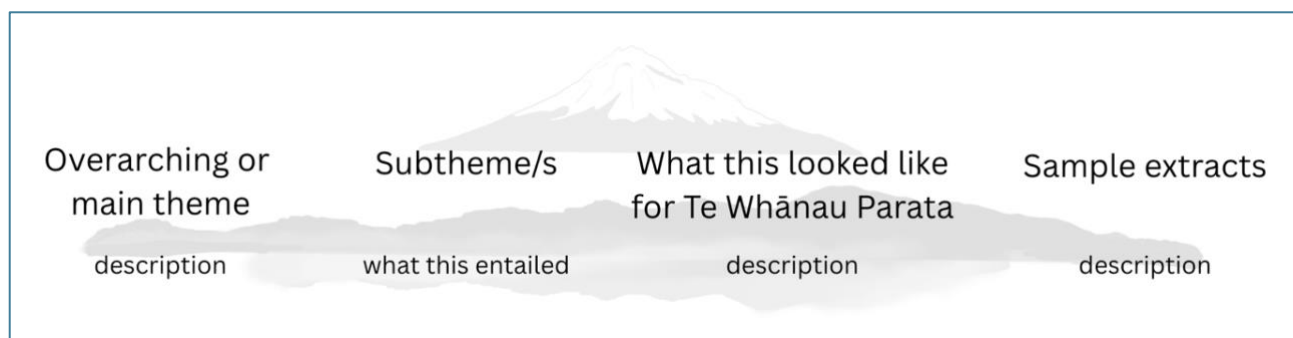 Overarching or
main theme
description
Subtheme/s
what this entailed
What this looked like
for Te Whānau Parata
description
Sample extracts
description